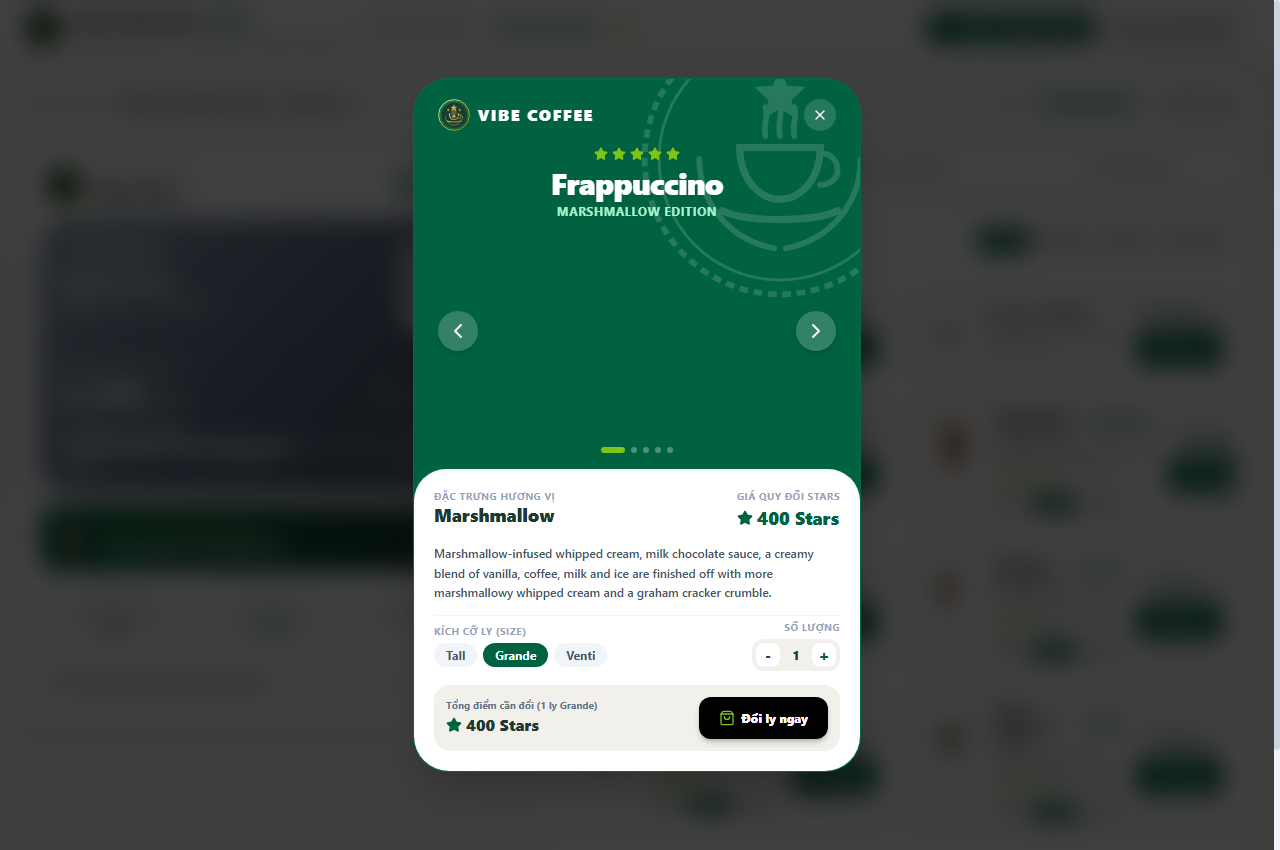 VIBE COFFEE
Frappuccino
MARSHMALLOW EDITION
ĐẶC TRƯNG HƯƠNG VỊ
GIÁ QUY ĐỔI STARS
Marshmallow
400 Stars
Marshmallow-infused whipped cream, milk chocolate sauce, a creamy
blend of vanilla, coffee, milk and ice are finished off with more
marshmallowy whipped cream and a graham cracker crumble.
KÍCH CỠ LY (SIZE)
SỐ LƯỢNG
Tall Grande Venti
- 1 +
Tổng điểm cần đổi (1 ly Grande)
400 Stars
Đổi ly ngay